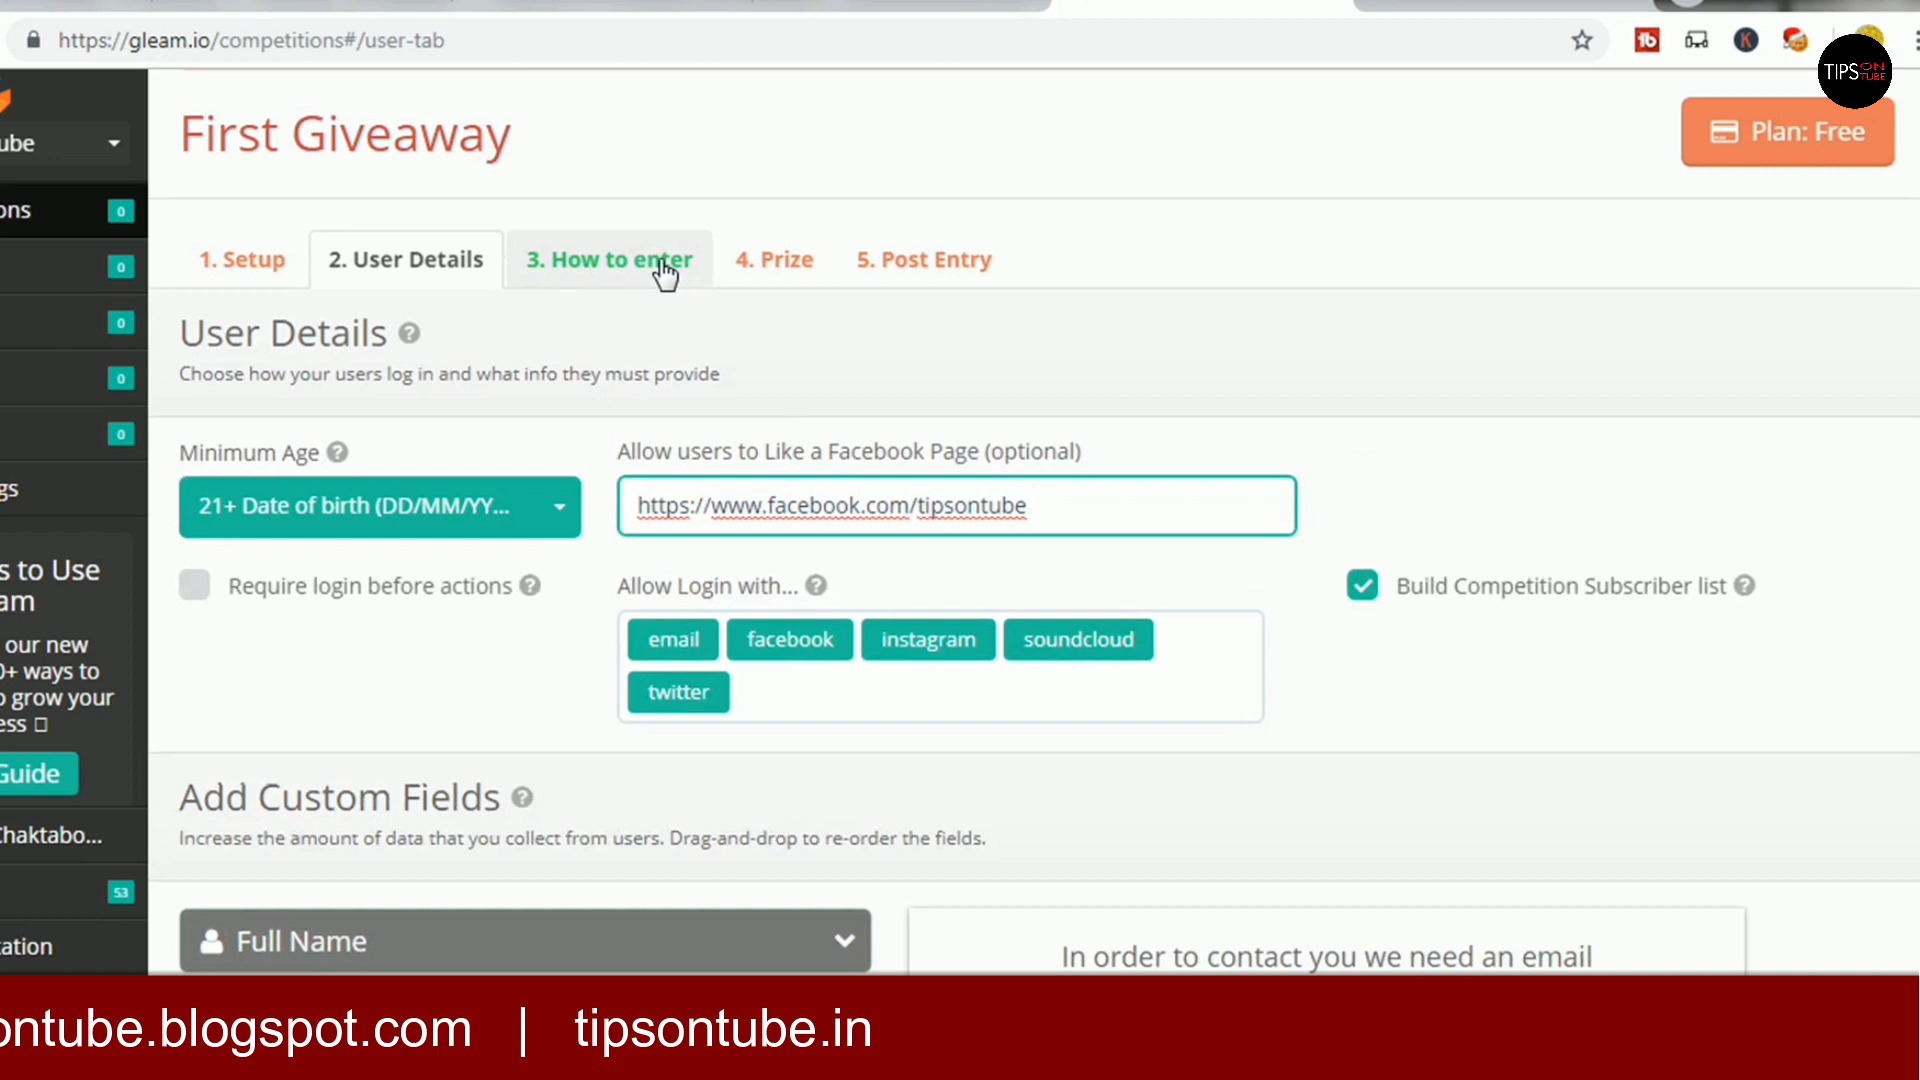 https://gleam.io/competitions#/user-tab
TIPS ON TUBE
ube
First Giveaway
Plan: Free
ons 0
1. Setup 2. User Details 3. How to enter 4. Prize 5. Post Entry
0
0
User Details
Choose how your users log in and what info they must provide
0
0
Minimum Age
Allow users to Like a Facebook Page (optional)
gs
21+ Date of birth (DD/MM/YY...
https://www.facebook.com/tipsontube
s to Use
am
Require login before actions
Allow Login with...
Build Competition Subscriber list
our new
0+ ways to
o grow your
ess
email facebook instagram soundcloud
twitter
Guide
Add Custom Fields
Increase the amount of data that you collect from users. Drag-and-drop to re-order the fields.
Chaktabo...
53
Full Name
tation
In order to contact you we need an email
ontube.blogspot.com | tipsontube.in